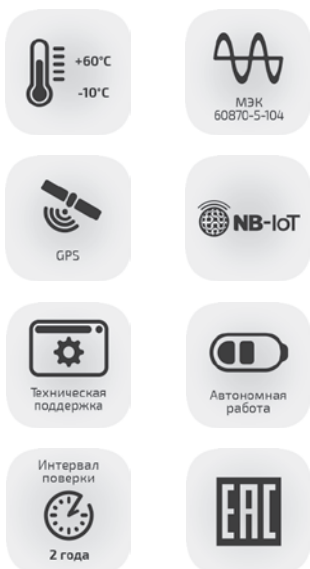 +60°C
-10°C
МЭК
60870-5-104
GPS
NB-IoT
Техническая
поддержка
Автономная
работа
Интервал
поверки
2 года
EAC